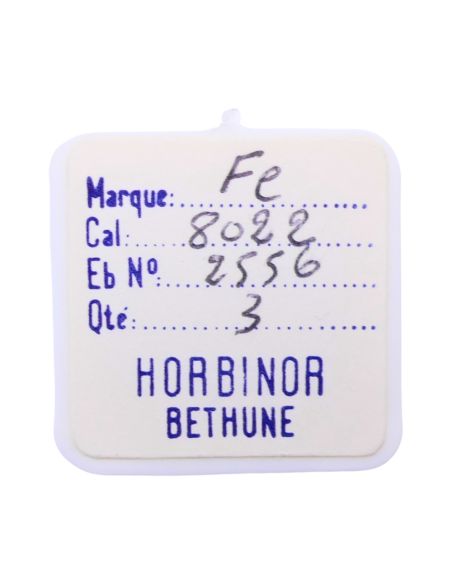 Marque: Fe
Cal: 8022
Eb Nº: 2556
Qté: 3
HORBINOR
BETHUNE